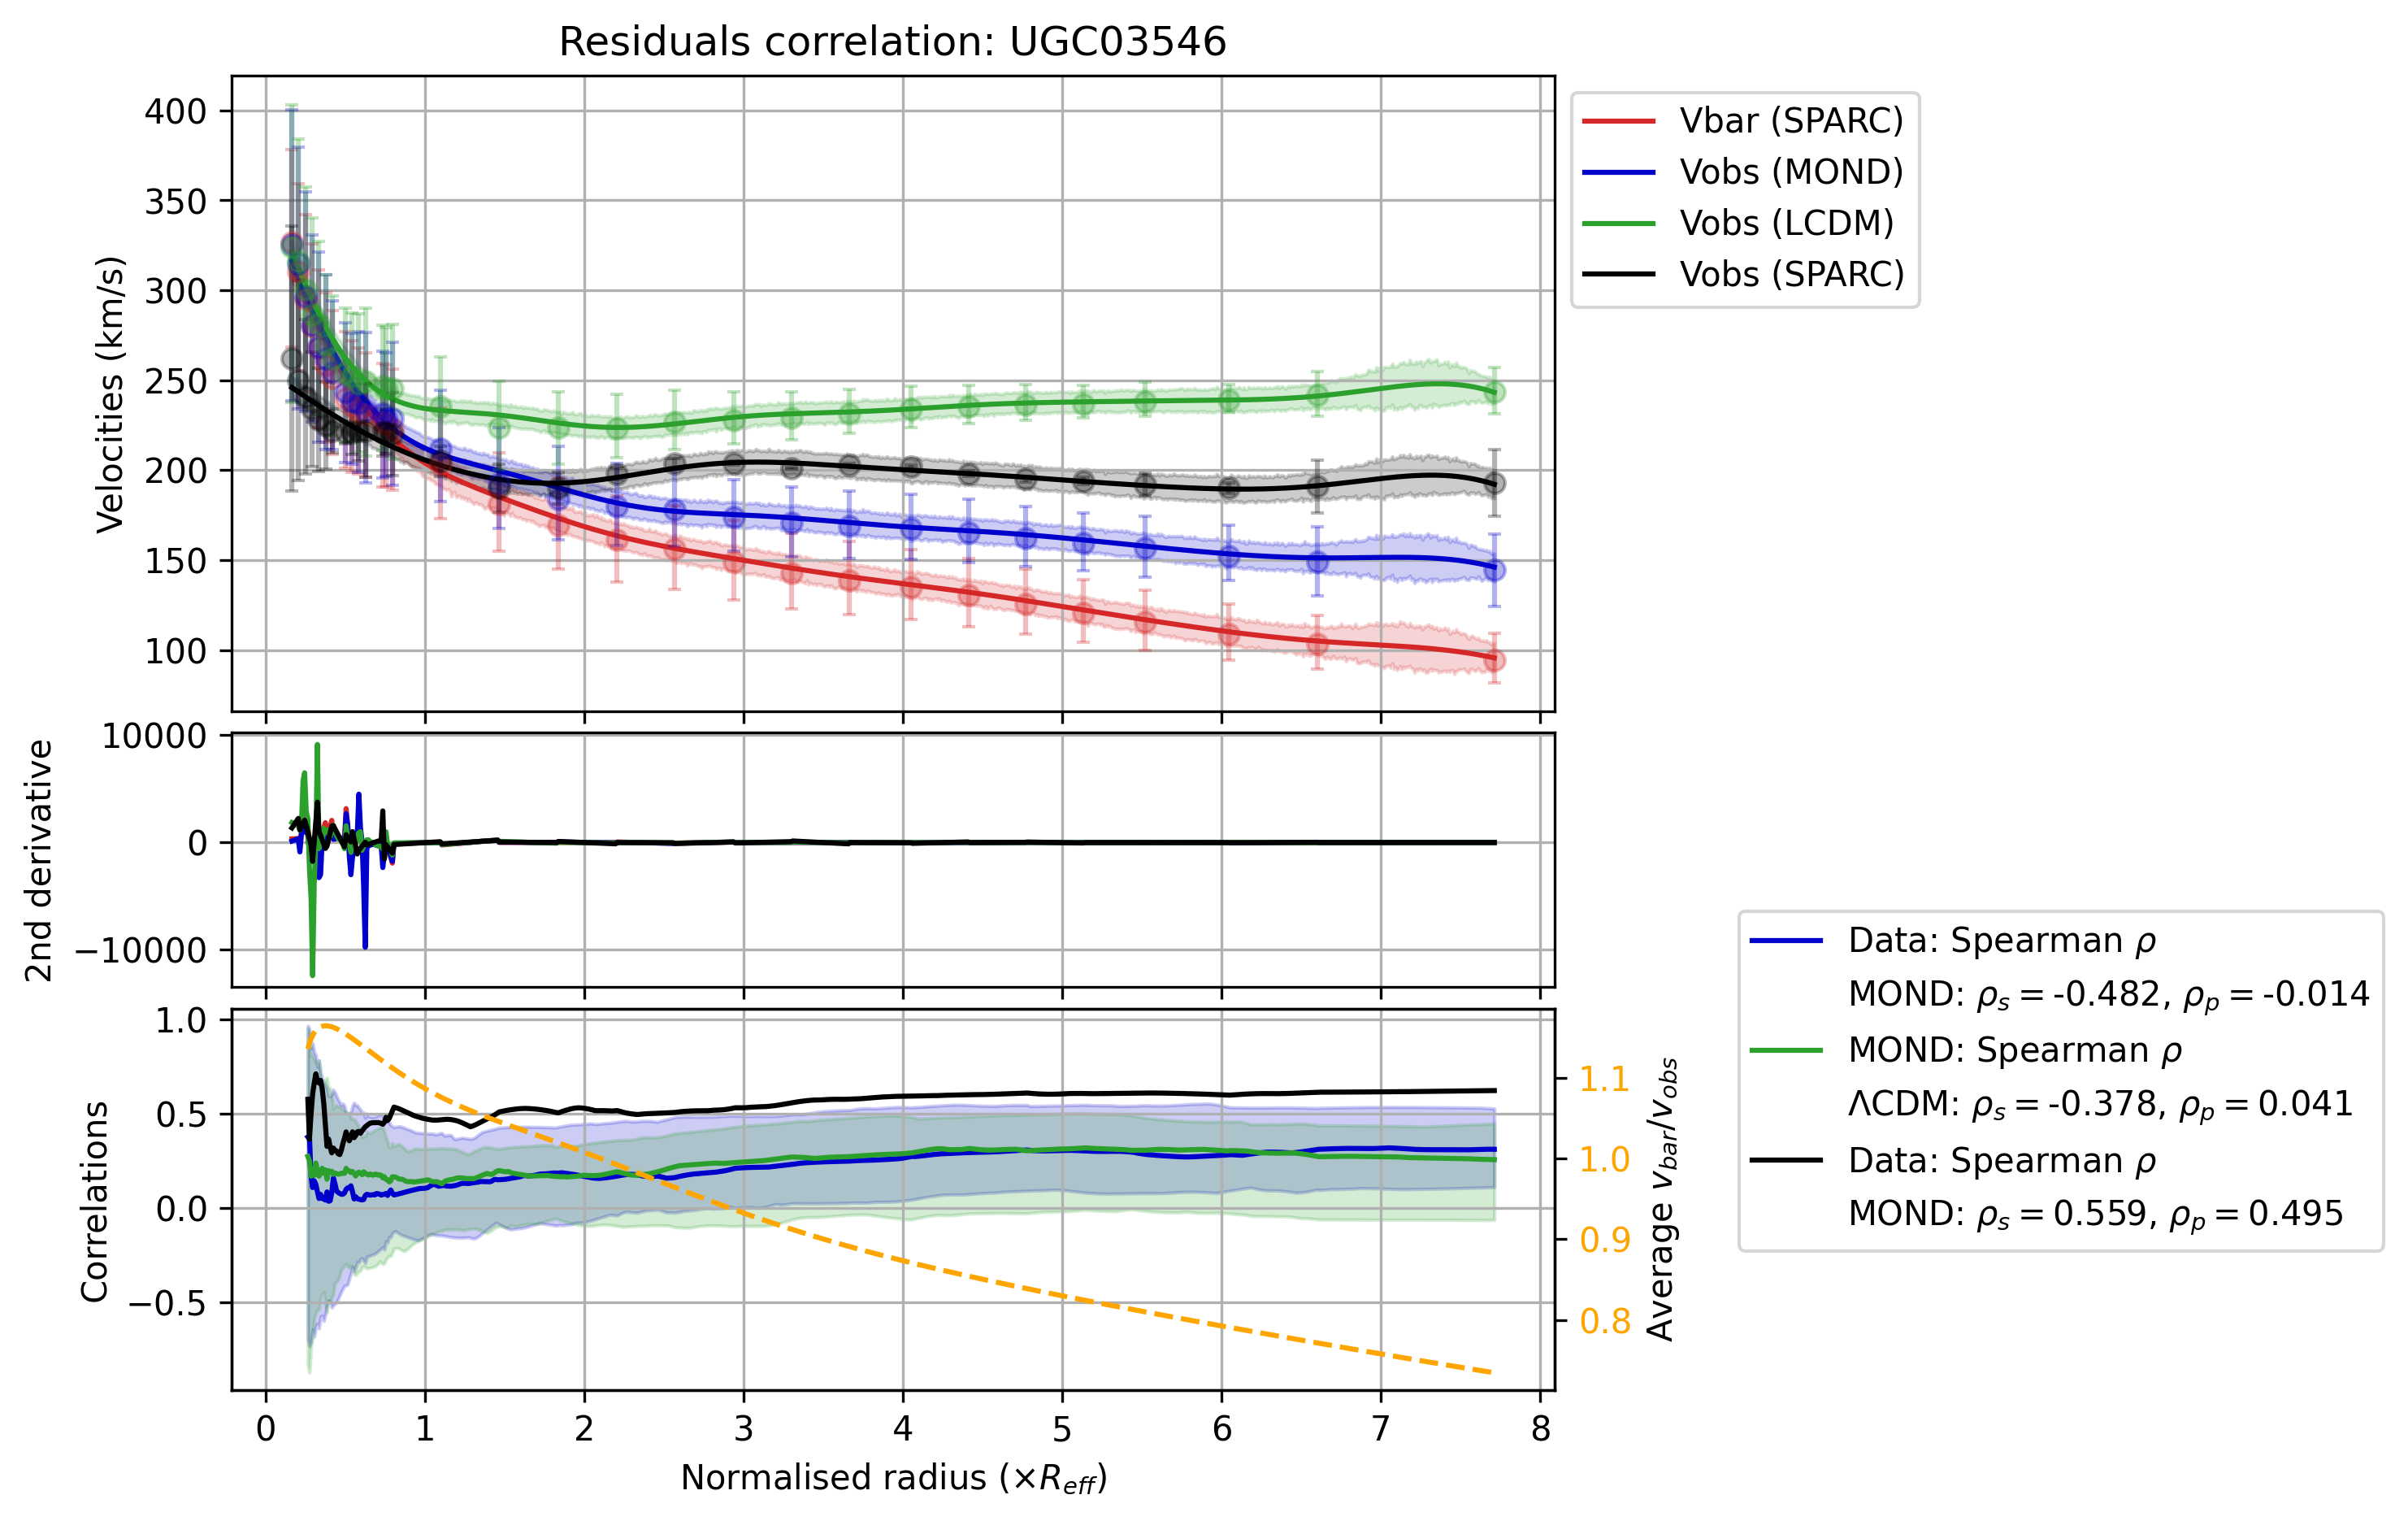 Residuals correlation: UGC03546
400
350
300
250
200
150
100
Velocities (km/s)
Vbar (SPARC)
Vobs (MOND)
Vobs (LCDM)
Vobs (SPARC)
10000
0
−10000
2nd derivative
1.0
0.5
0.0
−0.5
Correlations
1.1
1.0
0.9
0.8
Average v_bar/v_obs
Data: Spearman ρ
MOND: ρ_s = -0.482, ρ_p = -0.014
MOND: Spearman ρ
ΛCDM: ρ_s = -0.378, ρ_p = 0.041
Data: Spearman ρ
MOND: ρ_s = 0.559, ρ_p = 0.495
0 1 2 3 4 5 6 7 8
Normalised radius (×R_eff)